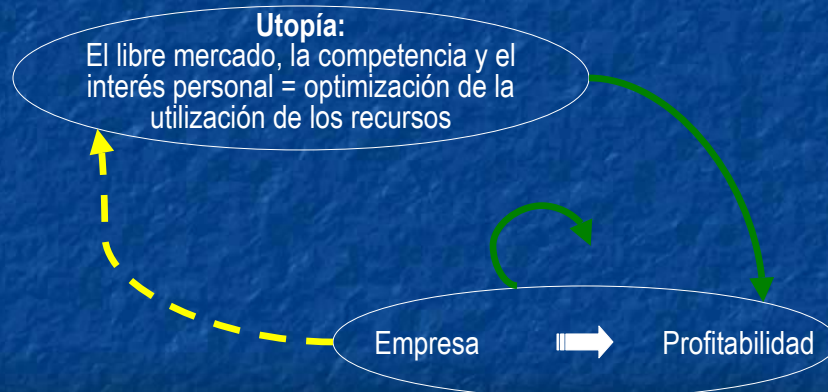 Utopía:
El libre mercado, la competencia y el
interés personal = optimización de la
utilización de los recursos
Empresa Profitabilidad